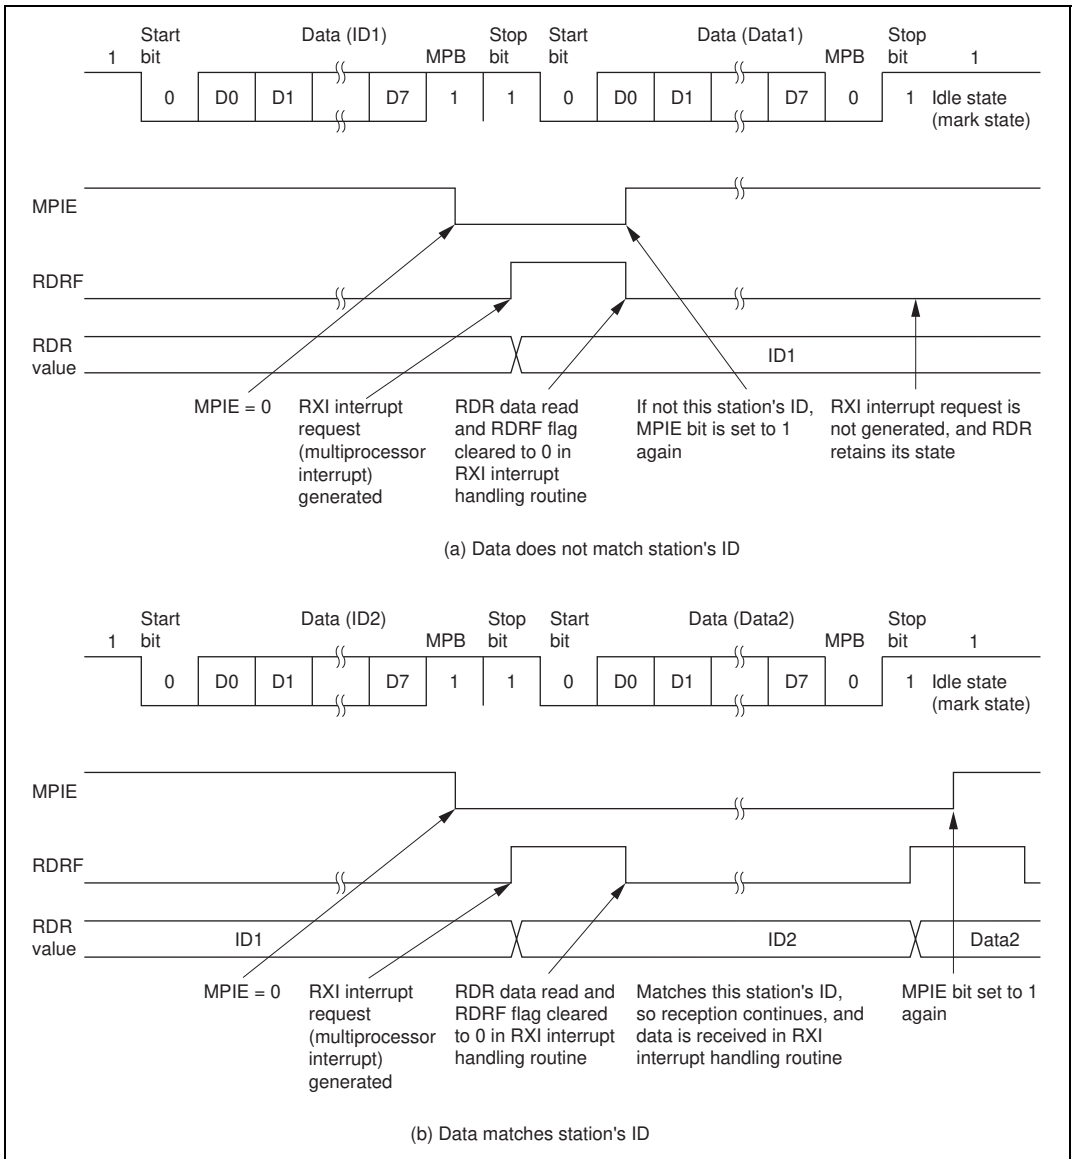 Start Data (ID1) Stop Start Data (Data1) Stop
1 bit MPB bit bit MPB bit 1
0 D0 D1 D7 1 1 0 D0 D1 D7 0 1 Idle state
(mark state)
MPIE
RDRF
RDR
value
ID1
MPIE = 0
RXI interrupt
request
(multiprocessor
interrupt)
generated
RDR data read
and RDRF flag
cleared to 0 in
RXI interrupt
handling routine
If not this station's ID,
MPIE bit is set to 1
again
RXI interrupt request is
not generated, and RDR
retains its state
(a) Data does not match station's ID
Start Data (ID2) Stop Start Data (Data2) Stop
1 bit MPB bit bit MPB bit 1
0 D0 D1 D7 1 1 0 D0 D1 D7 0 1 Idle state
(mark state)
MPIE
RDRF
RDR
value
ID1 ID2 Data2
MPIE = 0
RXI interrupt
request
(multiprocessor
interrupt)
generated
RDR data read and
RDRF flag cleared
to 0 in RXI interrupt
handling routine
Matches this station's ID,
so reception continues, and
data is received in RXI
interrupt handling routine
MPIE bit set to 1
again
(b) Data matches station's ID